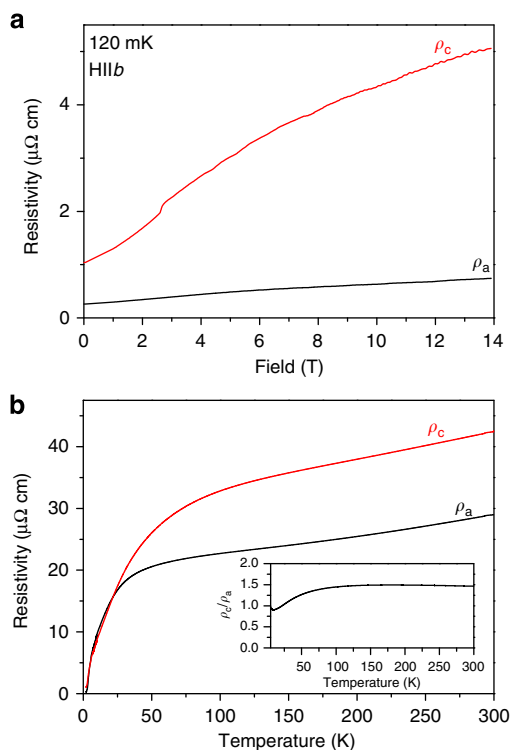 a
120 mK
HIIb
ρc
ρa
Resistivity (μΩ cm)
4
2
0
0 2 4 6 8 10 12 14
Field (T)
b
ρc
ρa
Resistivity (μΩ cm)
40
30
20
10
0
ρc/ρa
2.0
1.5
1.0
0.5
0.0
50 100 150 200 250 300
Temperature (K)
0 50 100 150 200 250 300
Temperature (K)